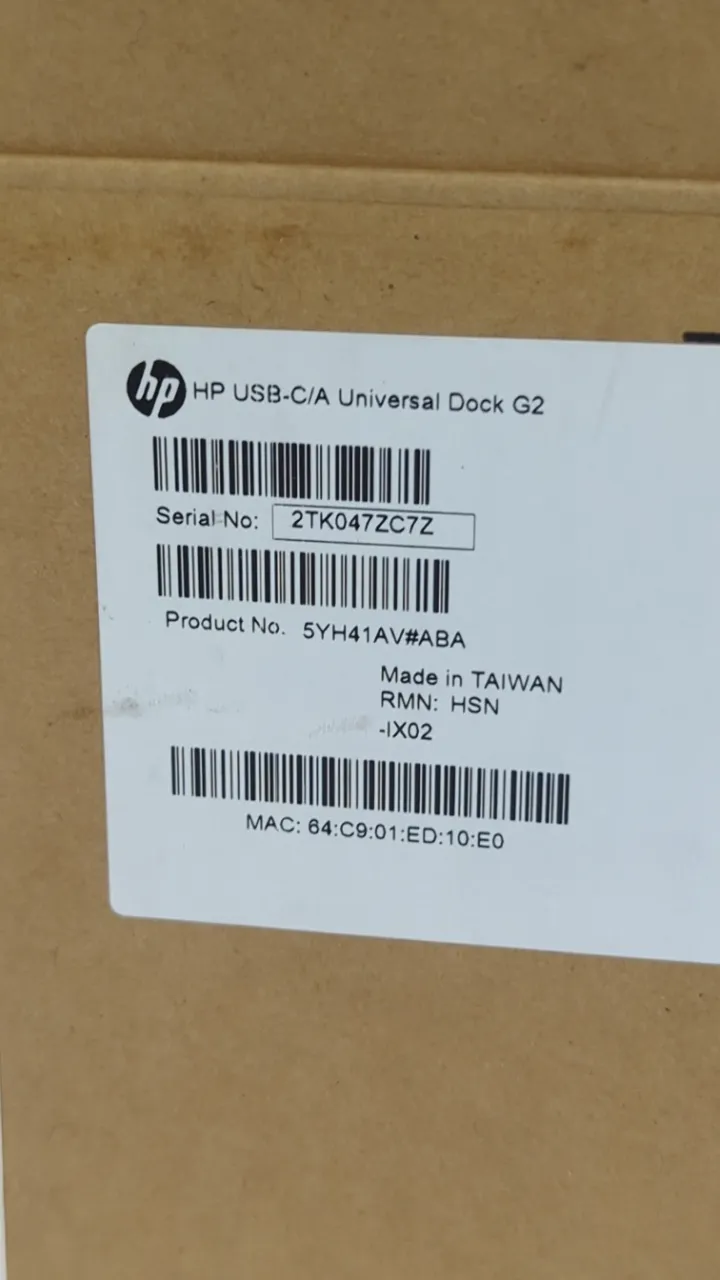 hp HP USB-C/A Universal Dock G2
Serial No: 2TK047ZC7Z
Product No. 5YH41AV#ABA
Made in TAIWAN
RMN: HSN
-IX02
MAC: 64:C9:01:ED:10:E0